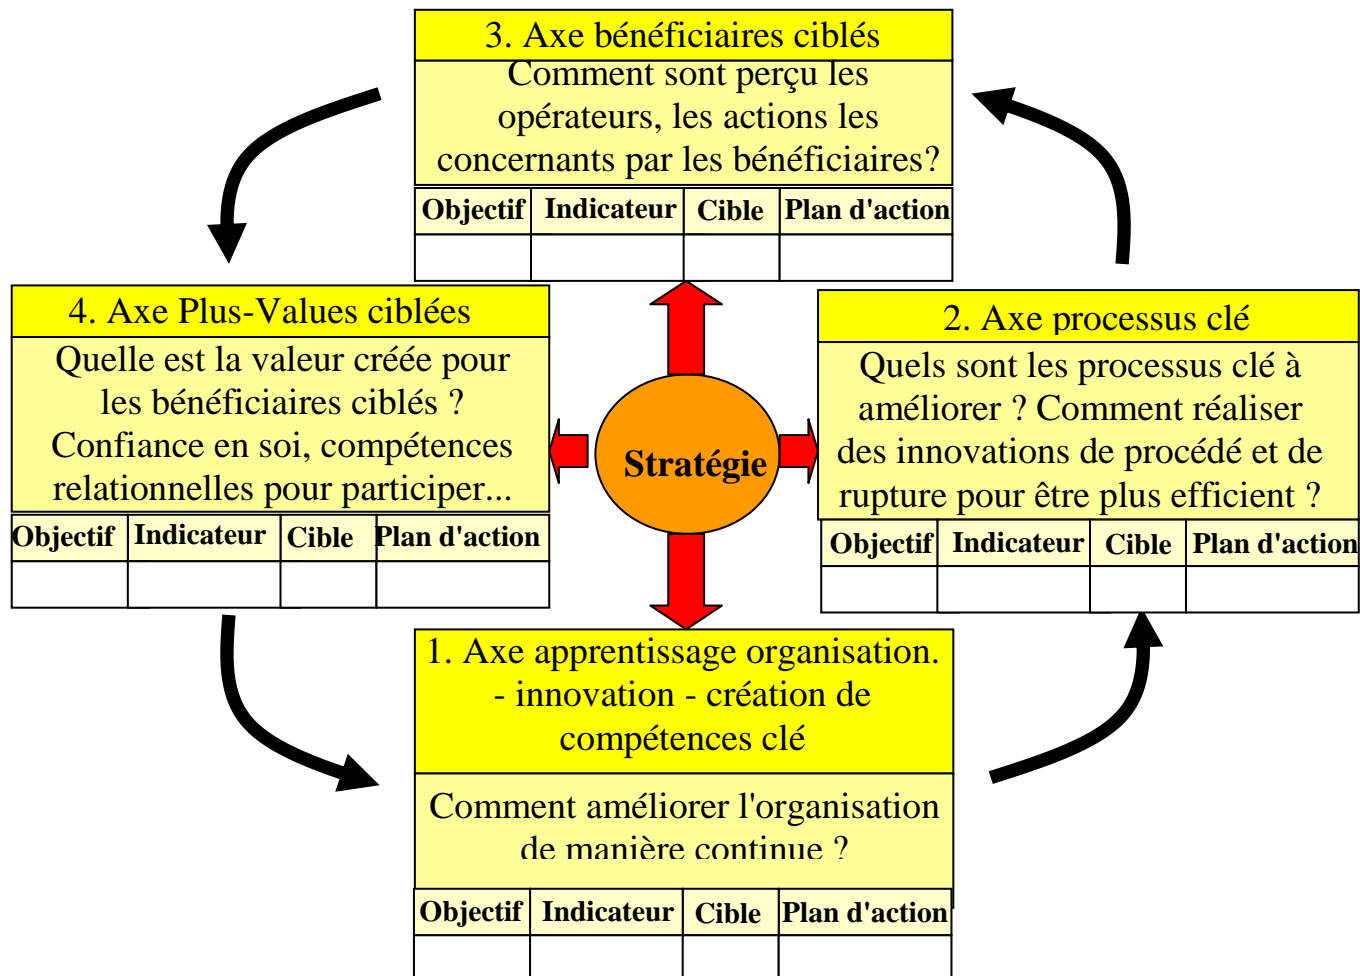 3. Axe bénéficiaires ciblés
Comment sont perçu les
opérateurs, les actions les
concernants par les bénéficiaires?
Objectif Indicateur Cible Plan d'action
4. Axe Plus-Values ciblées
Quelle est la valeur créée pour
les bénéficiaires ciblés ?
Confiance en soi, compétences
relationnelles pour participer...
Objectif Indicateur Cible Plan d'action
Stratégie
2. Axe processus clé
Quels sont les processus clé à
améliorer ? Comment réaliser
des innovations de procédé et de
rupture pour être plus efficient ?
Objectif Indicateur Cible Plan d'action
1. Axe apprentissage organisation.
- innovation - création de
compétences clé
Comment améliorer l'organisation
de manière continue ?
Objectif Indicateur Cible Plan d'action